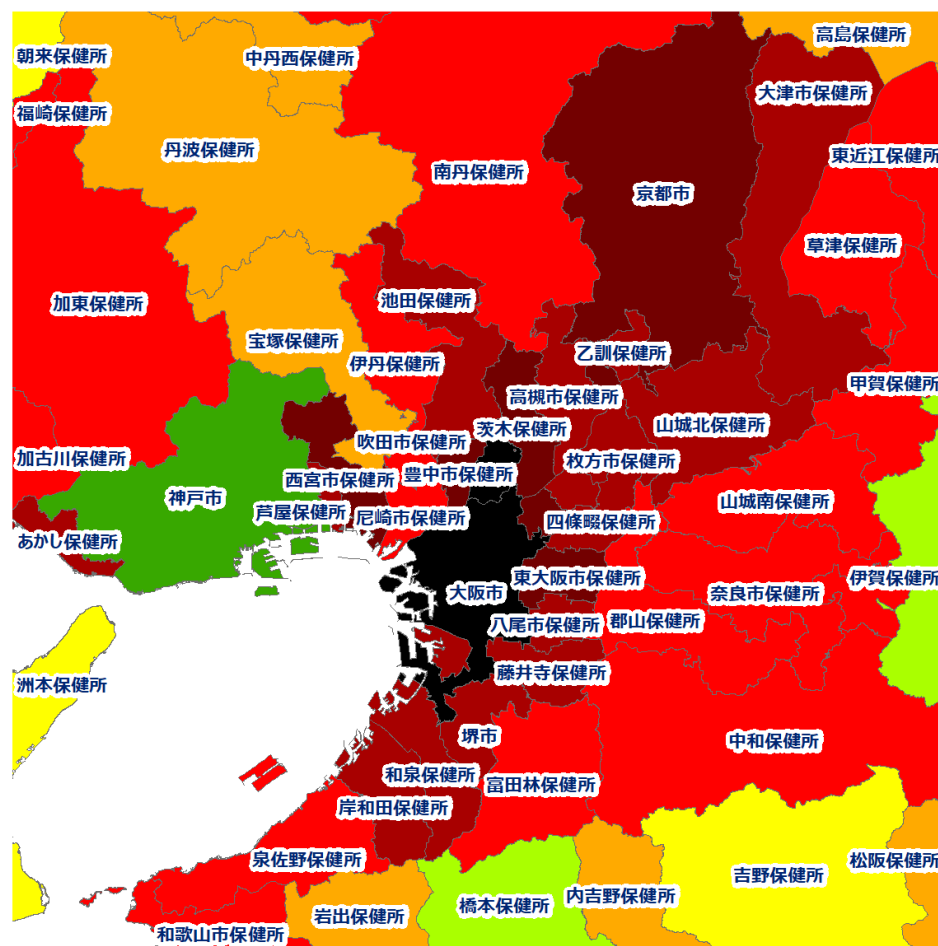 高島保健所
朝来保健所
中丹西保健所
大津市保健所
福崎保健所
丹波保健所
東近江保健所
南丹保健所
京都市
草津保健所
加東保健所
池田保健所
宝塚保健所
乙訓保健所
伊丹保健所
甲賀保健所
高槻市保健所
山城北保健所
茨木保健所
吹田市保健所
加古川保健所
枚方市保健所
豊中市保健所
西宮市保健所
神戸市
山城南保健所
芦屋保健所
尼崎市保健所
四條畷保健所
あかし保健所
東大阪市保健所
伊賀保健所
大阪市
奈良市保健所
八尾市保健所
郡山保健所
藤井寺保健所
洲本保健所
堺市
中和保健所
和泉保健所
富田林保健所
岸和田保健所
泉佐野保健所
松阪保健所
吉野保健所
内吉野保健所
橋本保健所
岩出保健所
和歌山市保健所